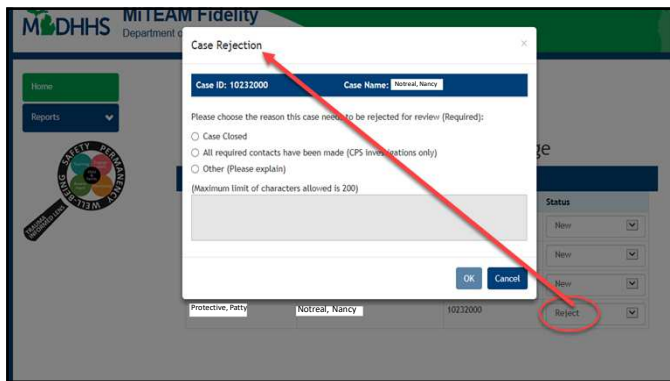 MDHHS
MiTEAM Fidelity
Department o
Case Rejection
×
Home
Reports
Case ID: 10232000 Case Name: Notreal, Nancy
Please choose the reason this case needs to be rejected for review (Required):
Case Closed
All required contacts have been made (CPS investigations only)
Other (Please explain)
(Maximum limit of characters allowed is 200)
ge
SAFETY PERMANENCY WELL-BEING
TRAUMA INFORMED LENS
Status
New
New
OK Cancel
New
Protective, Patty Notreal, Nancy 10232000 Reject